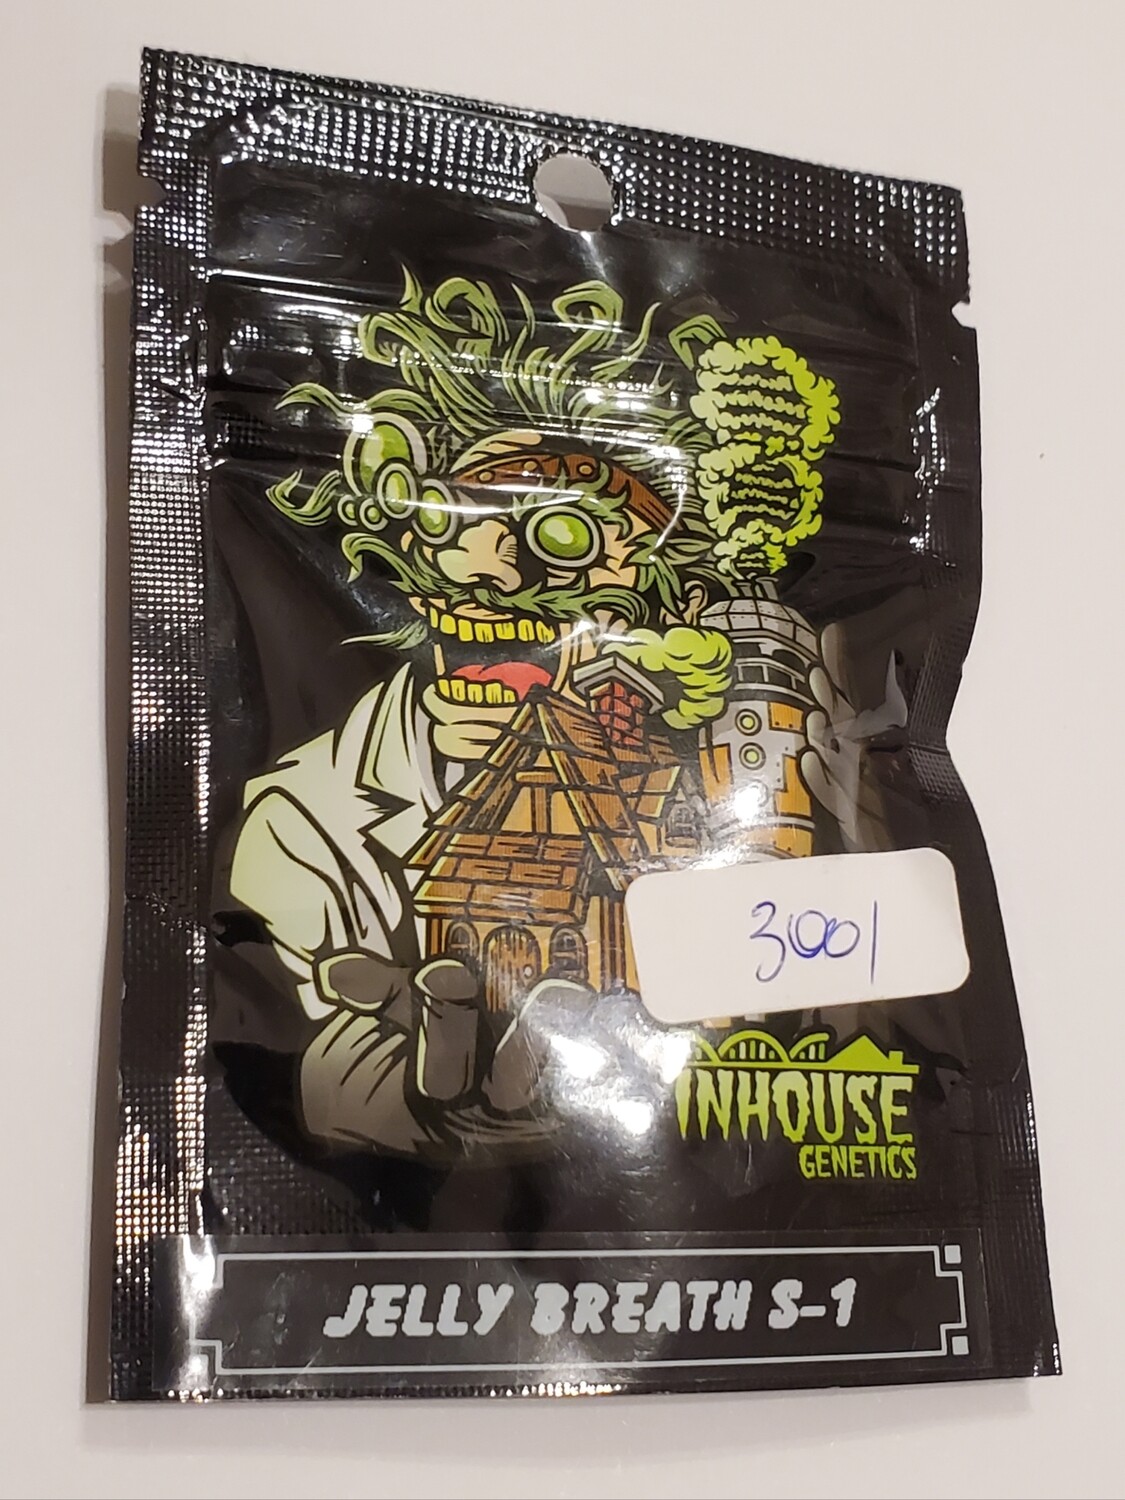 3001
INHOUSE
GENETICS
JELLY BREATH S-1